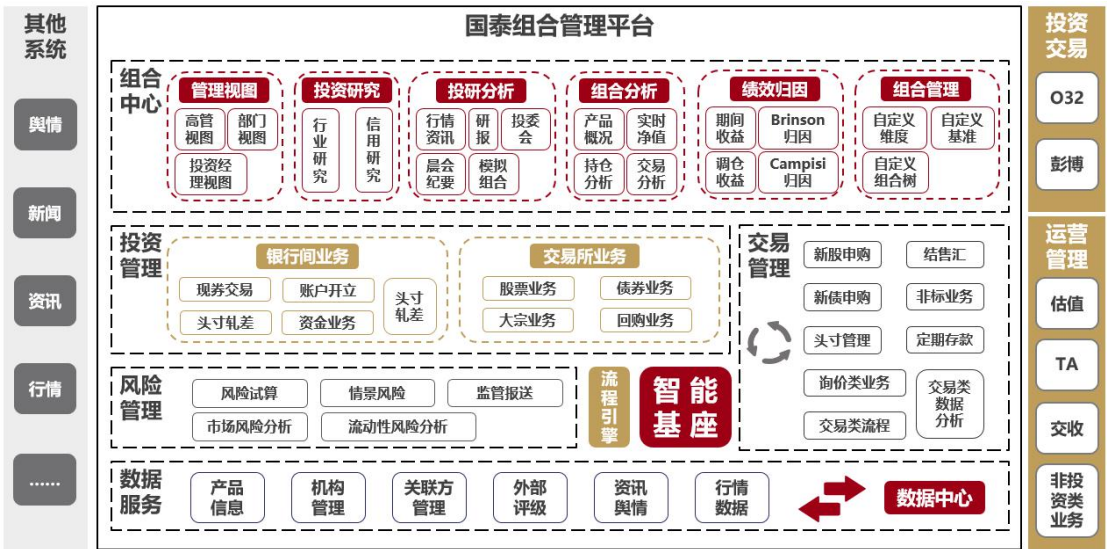 其他
系统
舆情
新闻
资讯
行情
......
国泰组合管理平台
组合
中心
管理视图
高管
视图
部门
视图
投资经
理视图
投资研究
行业研究
信用研究
投研分析
行情
资讯
研
报
投委
会
晨会
纪要
模拟
组合
组合分析
产品
概况
实时
净值
持仓
分析
交易
分析
绩效归因
期间
收益
Brinson
归因
调仓
收益
Campisi
归因
组合管理
自定义
维度
自定义
基准
自定义
组合树
投资
管理
银行间业务
现券交易
账户开立
头寸轧差
资金业务
头寸
轧差
交易所业务
股票业务
债券业务
大宗业务
回购业务
交易
管理
新股申购
结售汇
新债申购
非标业务
头寸管理
定期存款
询价类业务
交易类流程
交易类
数据
分析
风险
管理
风险试算
情景风险
监管报送
市场风险分析
流动性风险分析
流程引擎
智能
基座
数据
服务
产品
信息
机构
管理
关联方
管理
外部
评级
资讯
舆情
行情
数据
数据中心
投资
交易
O32
彭博
运营
管理
估值
TA
交收
非投
资类
业务